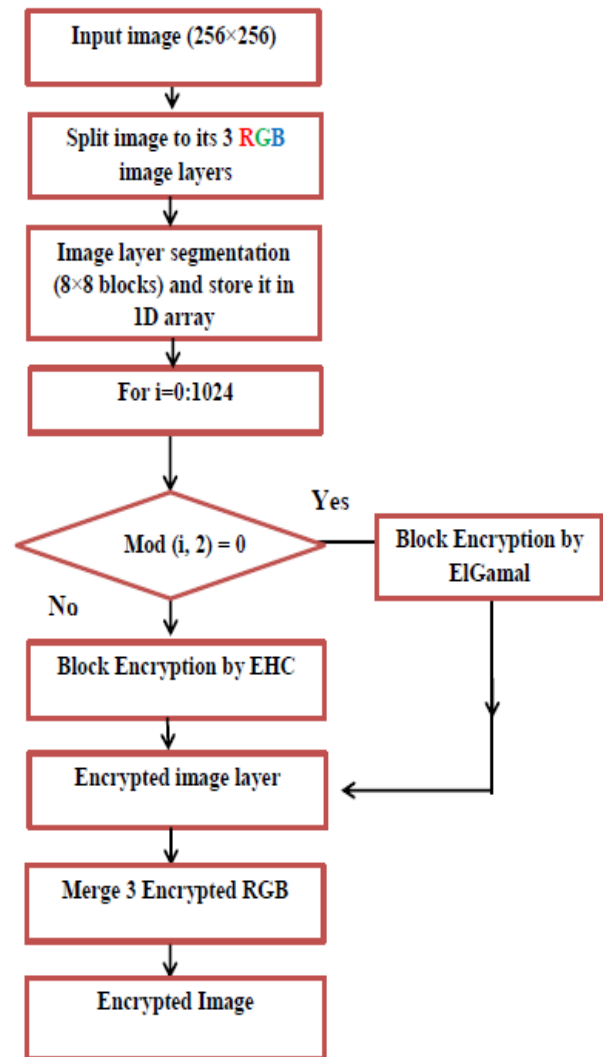 Input image (256×256)
Split image to its 3 RGB
image layers
Image layer segmentation
(8×8 blocks) and store it in
1D array
For i=0:1024
Mod (i, 2) = 0
Yes
Block Encryption by
ElGamal
No
Block Encryption by EHC
Encrypted image layer
Merge 3 Encrypted RGB
Encrypted Image